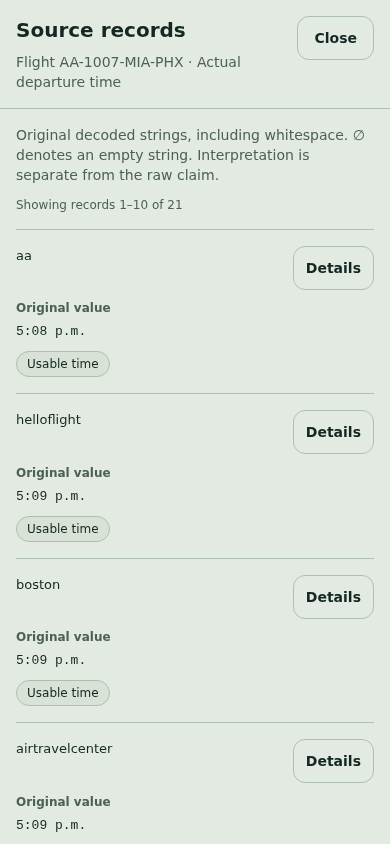 Source records
Close
Flight AA-1007-MIA-PHX · Actual
departure time
Original decoded strings, including whitespace. ∅
denotes an empty string. Interpretation is
separate from the raw claim.
Showing records 1–10 of 21
aa
Details
Original value
5:08 p.m.
Usable time
helloflight
Details
Original value
5:09 p.m.
Usable time
boston
Details
Original value
5:09 p.m.
Usable time
airtravelcenter
Details
Original value
5:09 p.m.